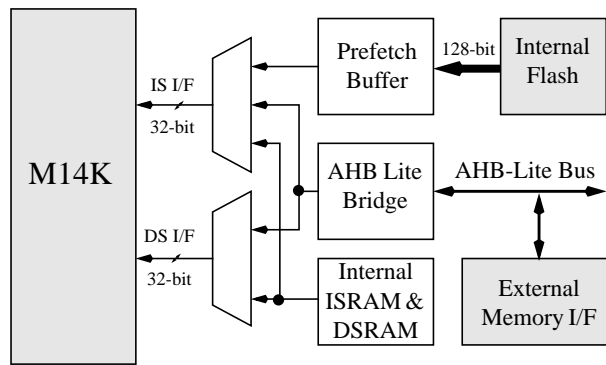 M14K
IS I/F
32-bit
DS I/F
32-bit
Prefetch
Buffer
128-bit
Internal
Flash
AHB Lite
Bridge
AHB-Lite Bus
Internal
ISRAM &
DSRAM
External
Memory I/F